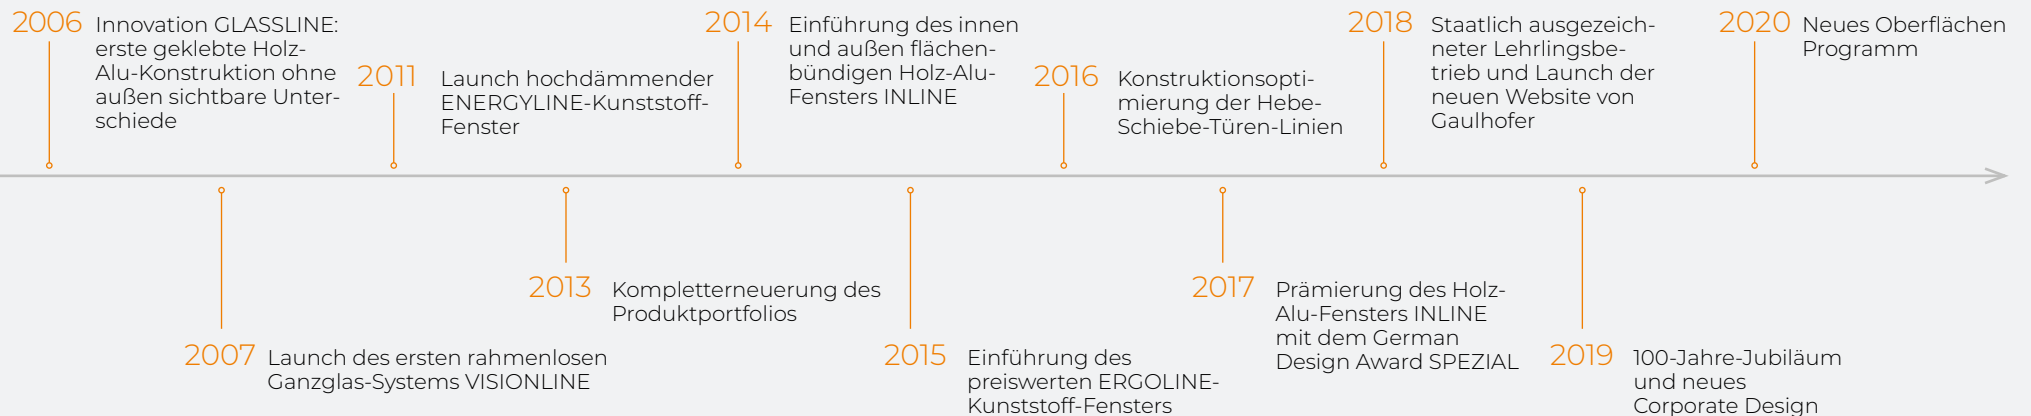 2006
Innovation GLASSLINE:
erste geklebte Holz-
Alu-Konstruktion ohne
außen sichtbare Unter-
schiede
2007
Launch des ersten rahmenlosen
Ganzglas-Systems VISIONLINE
2011
Launch hochdämmender
ENERGYLINE-Kunststoff-
Fenster
2013
Kompletterneuerung des
Produktportfolios
2014
Einführung des innen
und außen flächen-
bündigen Holz-Alu-
Fensters INLINE
2015
Einführung des
preiswerten ERGOLINE-
Kunststoff-Fensters
2016
Konstruktionsopti-
mierung der Hebe-
Schiebe-Türen-Linien
2017
Prämierung des Holz-
Alu-Fensters INLINE
mit dem German
Design Award SPEZIAL
2018
Staatlich ausgezeich-
neter Lehrlingsbe-
trieb und Launch der
neuen Website von
Gaulhofer
2019
100-Jahre-Jubiläum
und neues
Corporate Design
2020
Neues Oberflächen
Programm